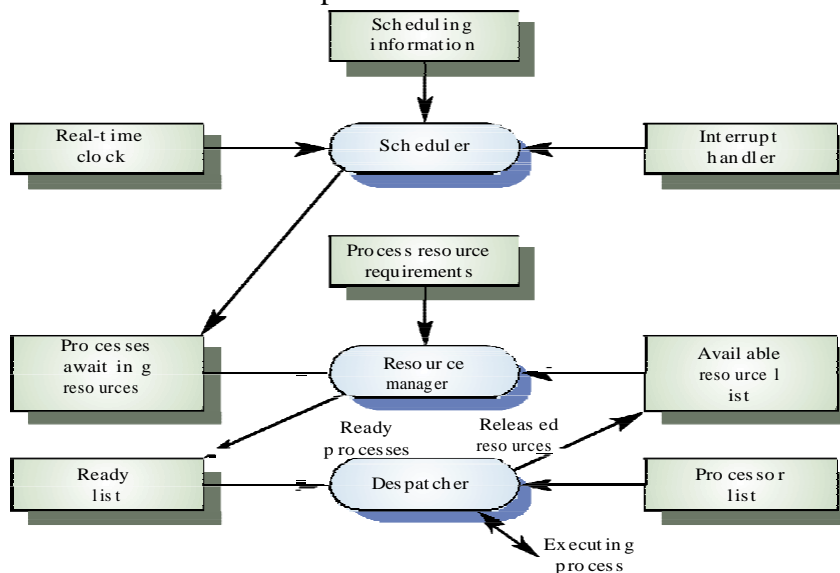 Scheduling
information
Real-time
clock
Scheduler
Interrupt
handler
Process resource
requirements
Processes
awaiting
resources
Resource
manager
Available
resource l
ist
Ready
processes
Released
resources
Ready
list
Despatcher
Processor
list
Executing
process